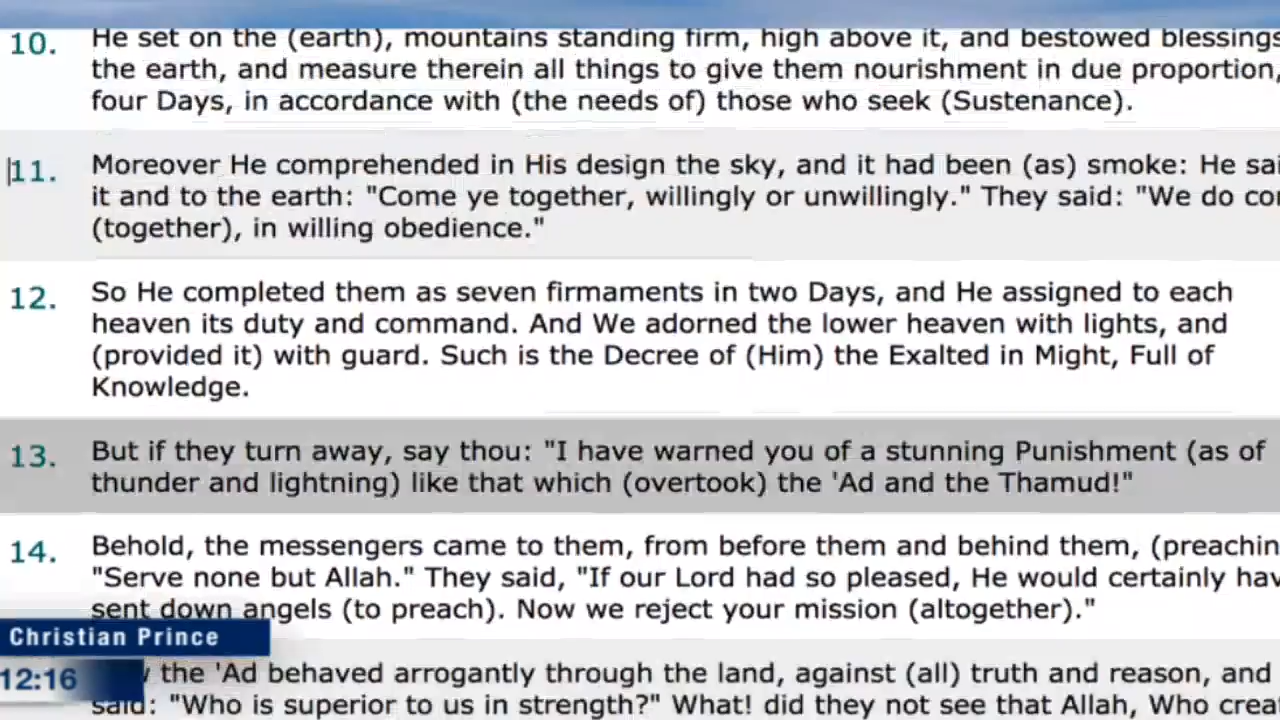 10. He set on the (earth), mountains standing firm, high above it, and bestowed blessings
the earth, and measure therein all things to give them nourishment in due proportion,
four Days, in accordance with (the needs of) those who seek (Sustenance).
11. Moreover He comprehended in His design the sky, and it had been (as) smoke: He
it and to the earth: "Come ye together, willingly or unwillingly." They said: "We do
(together), in willing obedience."
12. So He completed them as seven firmaments in two Days, and He assigned to each
heaven its duty and command. And We adorned the lower heaven with lights, and
(provided it) with guard. Such is the Decree of (Him) the Exalted in Might, Full of
Knowledge.
13. But if they turn away, say thou: "I have warned you of a stunning Punishment (as of
thunder and lightning) like that which (overtook) the 'Ad and the Thamud!"
14. Behold, the messengers came to them, from before them and behind them,
"Serve none but Allah." They said, "If our Lord had so pleased, He would certainly
sent down angels (to preach). Now we reject your mission (altogether)."
Christian Prince
the 'Ad behaved arrogantly through the land, against (all) truth and reason, and
12:16
said: "Who is superior to us in strength?" What! did they not see that Allah, Who